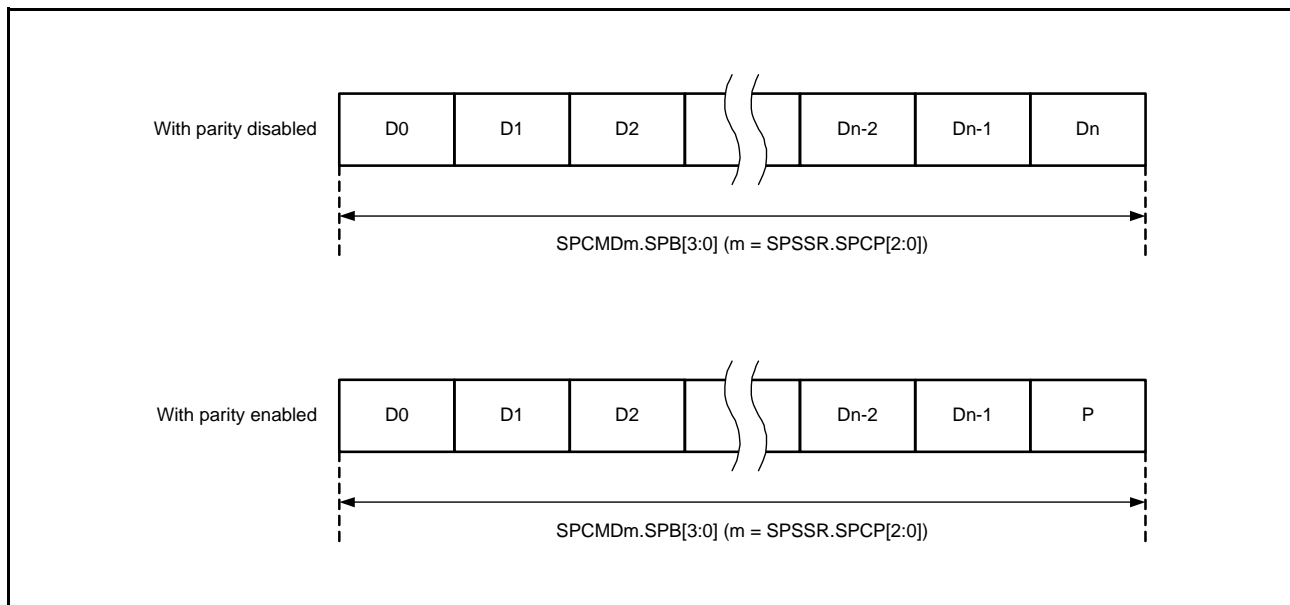 With parity disabled
D0 D1 D2 Dn-2 Dn-1 Dn
SPCMDm.SPB[3:0] (m = SPSSR.SPCP[2:0])
With parity enabled
D0 D1 D2 Dn-2 Dn-1 P
SPCMDm.SPB[3:0] (m = SPSSR.SPCP[2:0])